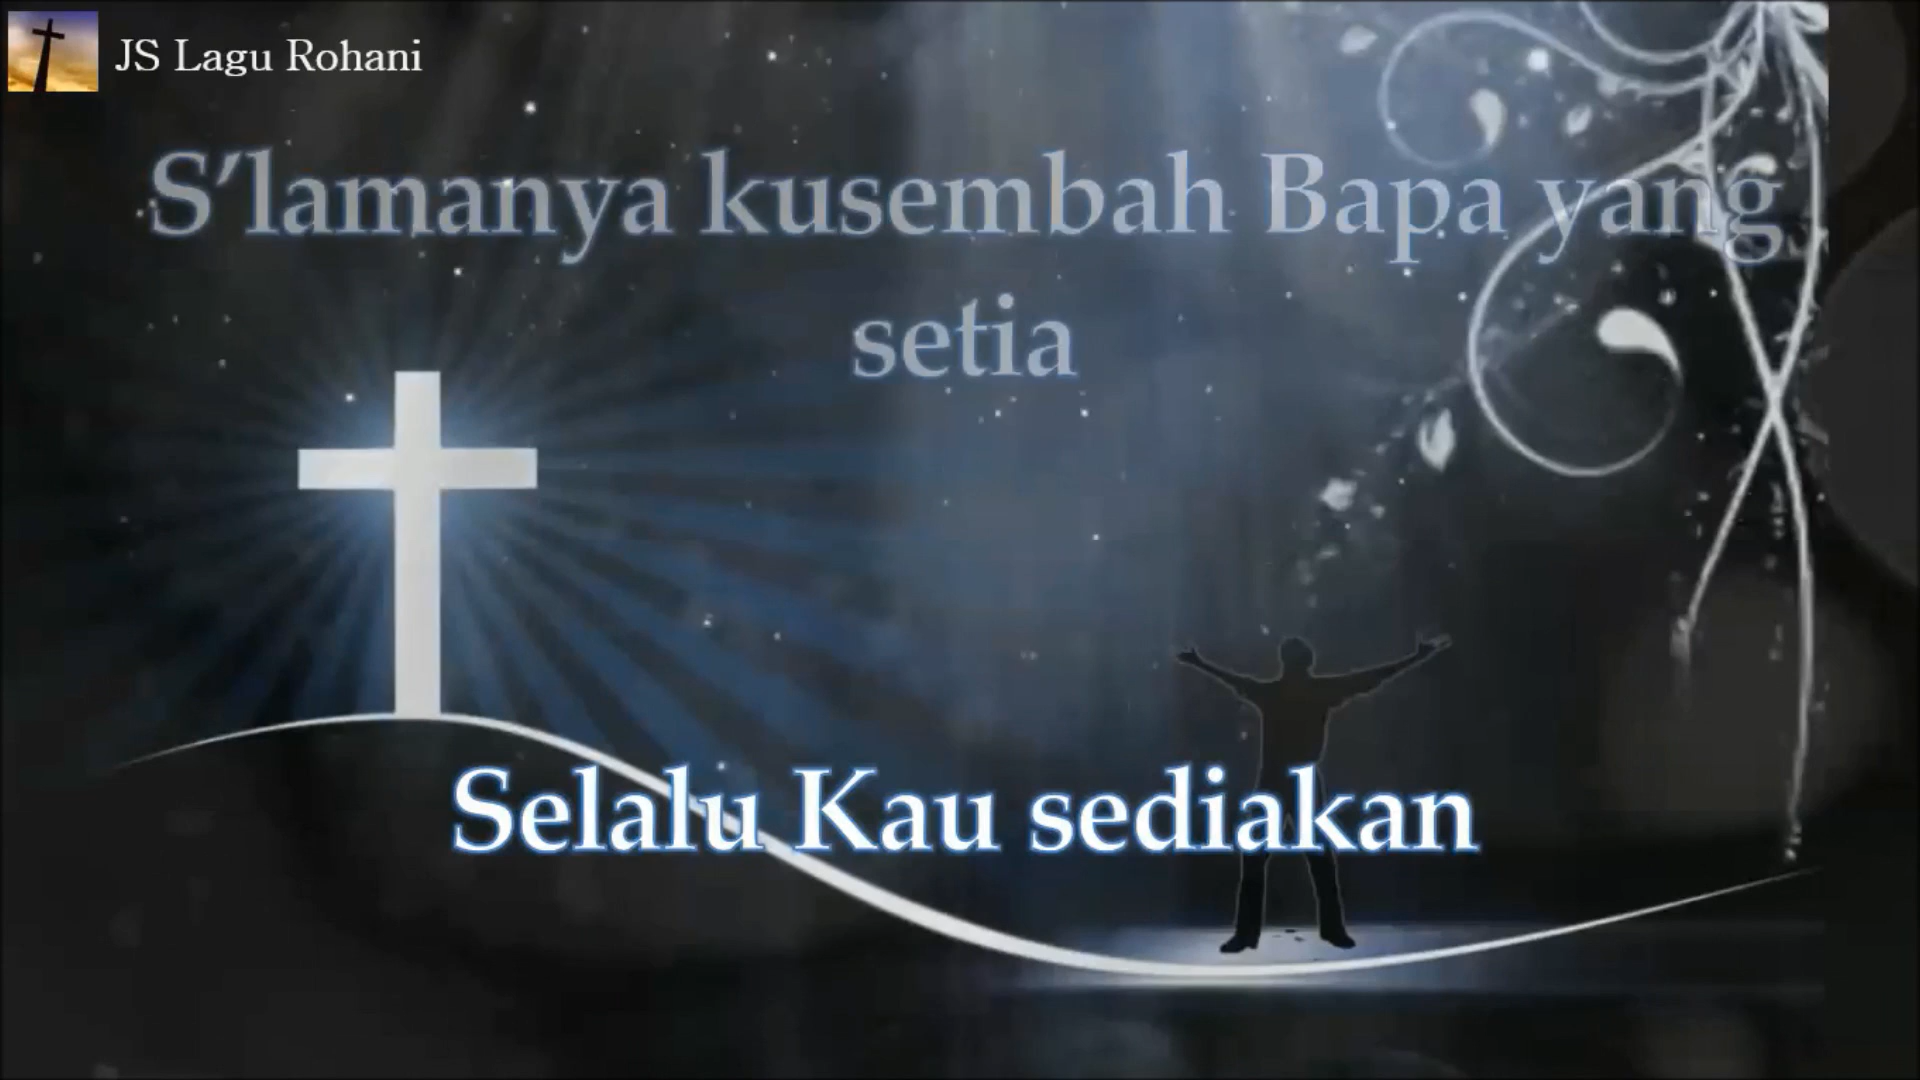 JS Lagu Rohani
S’lamanya kusembah Bapa yang
setia
Selalu Kau sediakan